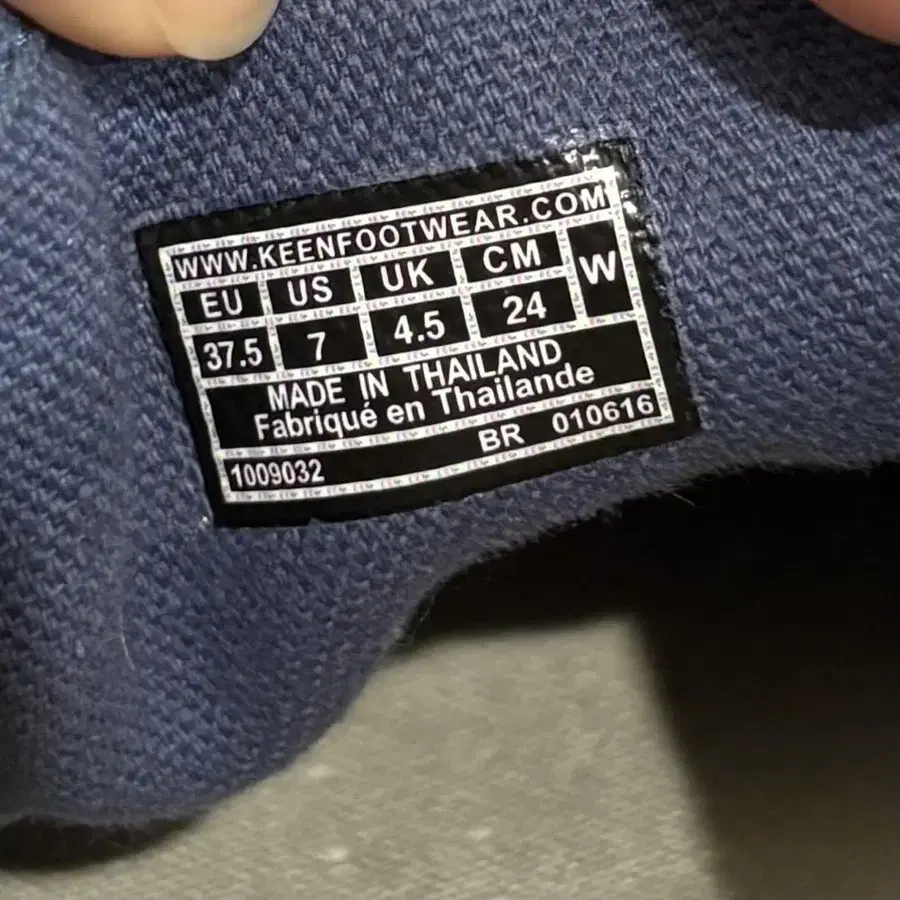 WWW.KEENFOOTWEAR.COM
EU US UK CM W
37.5 7 4.5 24
MADE IN THAILAND
Fabriqué en Thaïlande
1009032 BR 010616